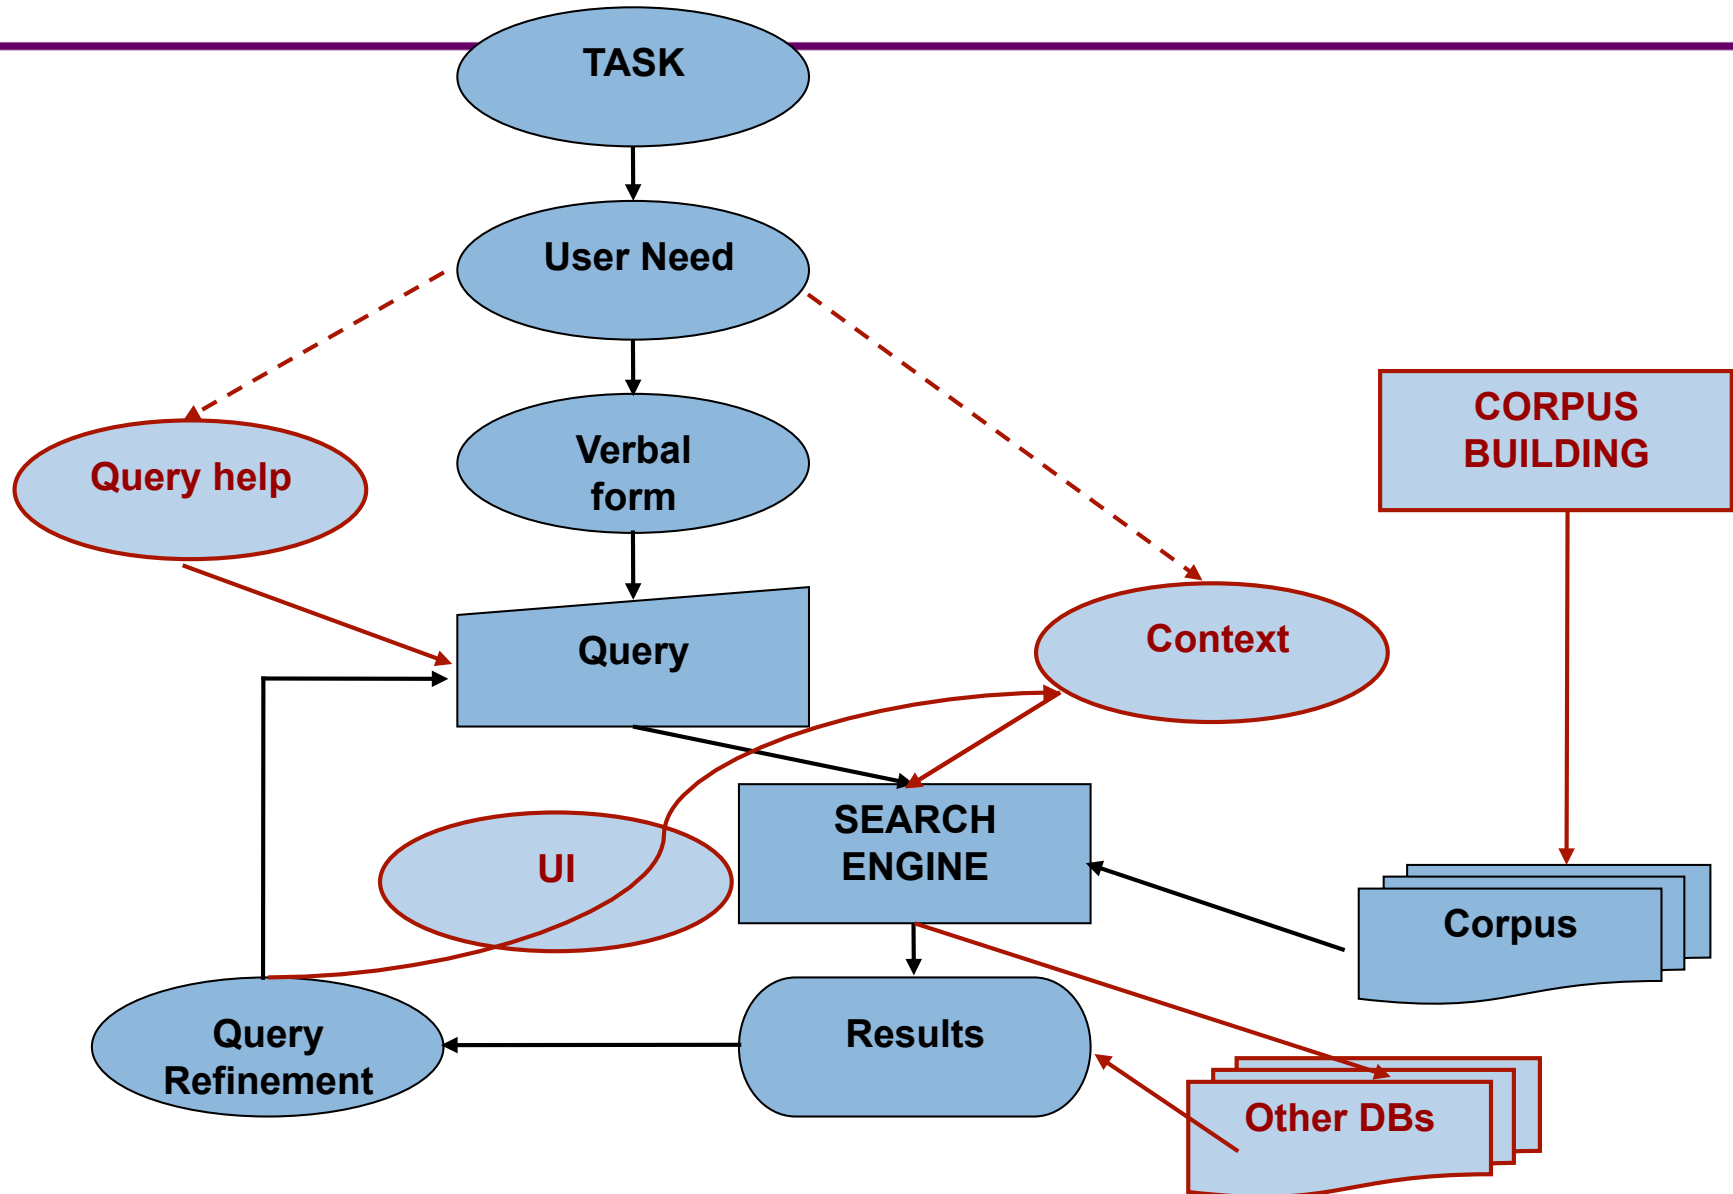 TASK
User Need
Query help
Verbal
form
CORPUS
BUILDING
Query
Context
UI
SEARCH
ENGINE
Corpus
Query
Refinement
Results
Other DBs